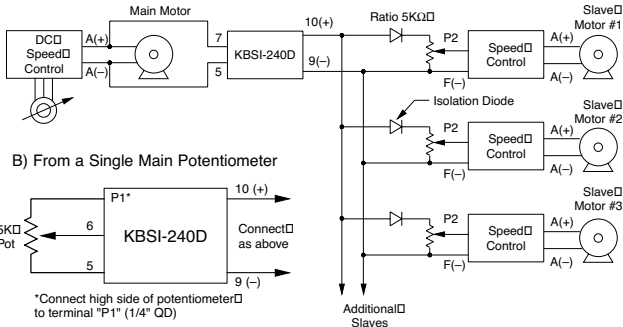 Main Motor
DC
Speed
Control
A(+)
A(–)
7
5
KBSI-240D
10(+)
9(–)
Ratio 5KΩ
P2
F(–)
Speed
Control
A(+)
A(–)
Slave
Motor #1
Isolation Diode
P2
F(–)
Speed
Control
A(+)
A(–)
Slave
Motor #2
P2
F(–)
Speed
Control
A(+)
A(–)
Slave
Motor #3
Additional
Slaves
B) From a Single Main Potentiometer
5KΩ
Pot
P1*
6
5
KBSI-240D
10 (+)
9 (–)
Connect
as above
*Connect high side of potentiometer
to terminal "P1" (1/4" QD)